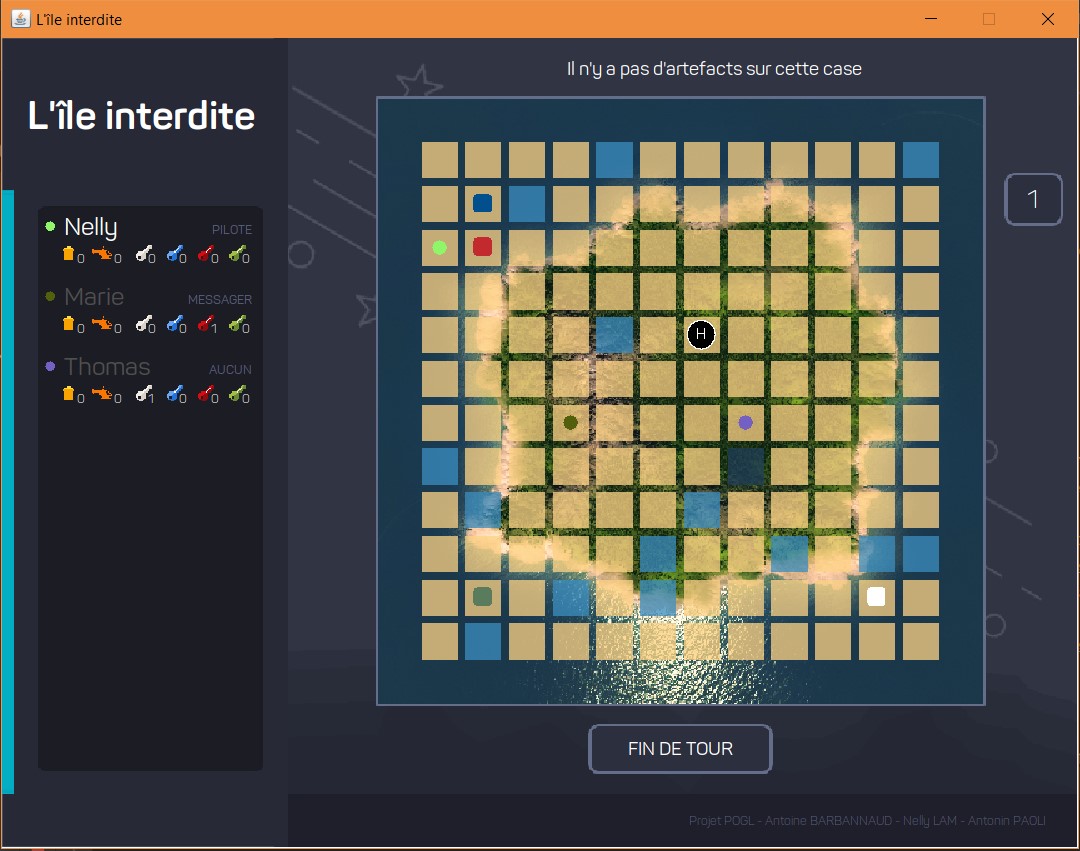 L'île interdite
Il n'y a pas d'artefacts sur cette case
L'île interdite
1
Nelly PILOTE
0 0 0 0 0 0
Marie MESSAGER
0 0 0 0 1 0
Thomas AUCUN
0 0 1 0 0 0
H
FIN DE TOUR
Projet POGL - Antoine BARBANNAUD - Nelly LAM - Antonin PAOLI